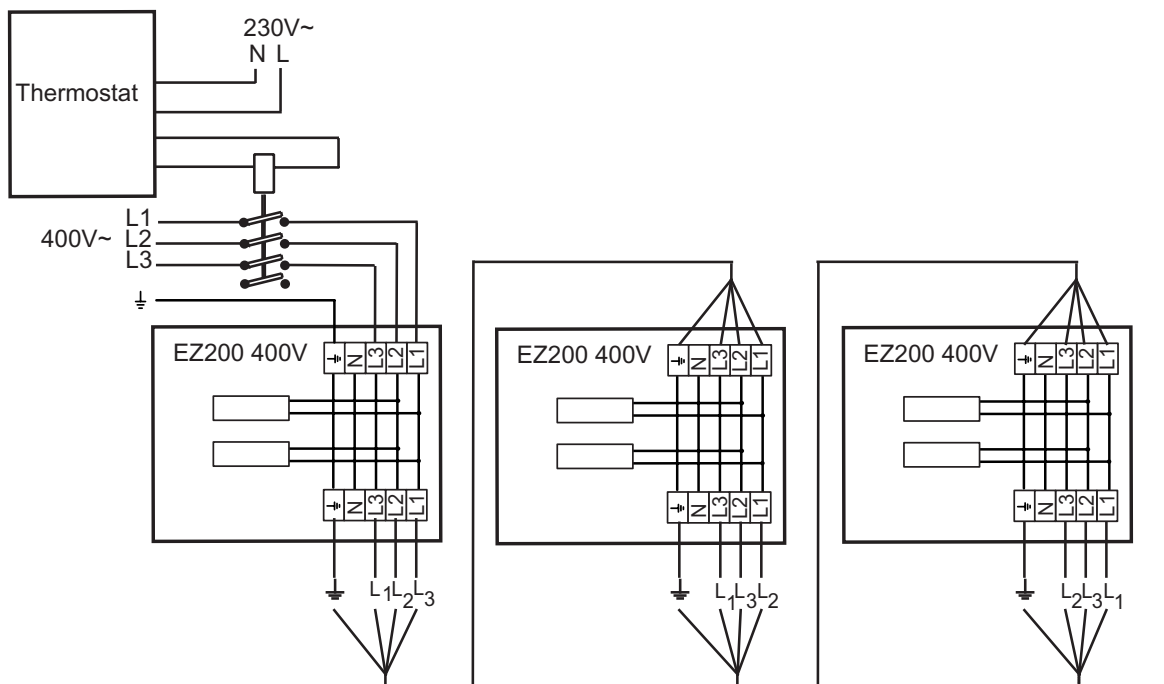 230V~
N L
Thermostat
L1
400V~ L2
L3
EZ200 400V
N L3 L2 L1
N L3 L2 L1
L1 L2 L3
EZ200 400V
N L3 L2 L1
N L3 L2 L1
L1 L3 L2
EZ200 400V
N L3 L2 L1
N L3 L2 L1
L2 L3 L1